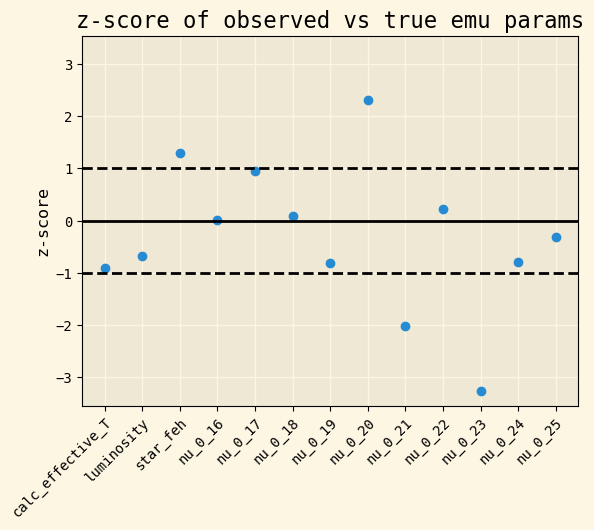 z-score of observed vs true emu params
z-score
3
2
1
0
−1
−2
−3
calc_effective_T
luminosity
star_feh
nu_0_16
nu_0_17
nu_0_18
nu_0_19
nu_0_20
nu_0_21
nu_0_22
nu_0_23
nu_0_24
nu_0_25